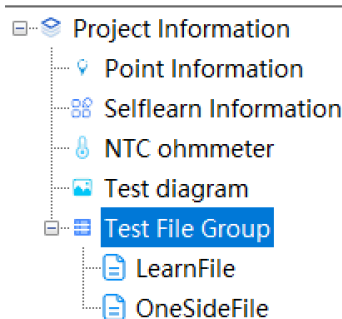 Project Information
Point Information
Selflearn Information
NTC ohmmeter
Test diagram
Test File Group
LearnFile
OneSideFile